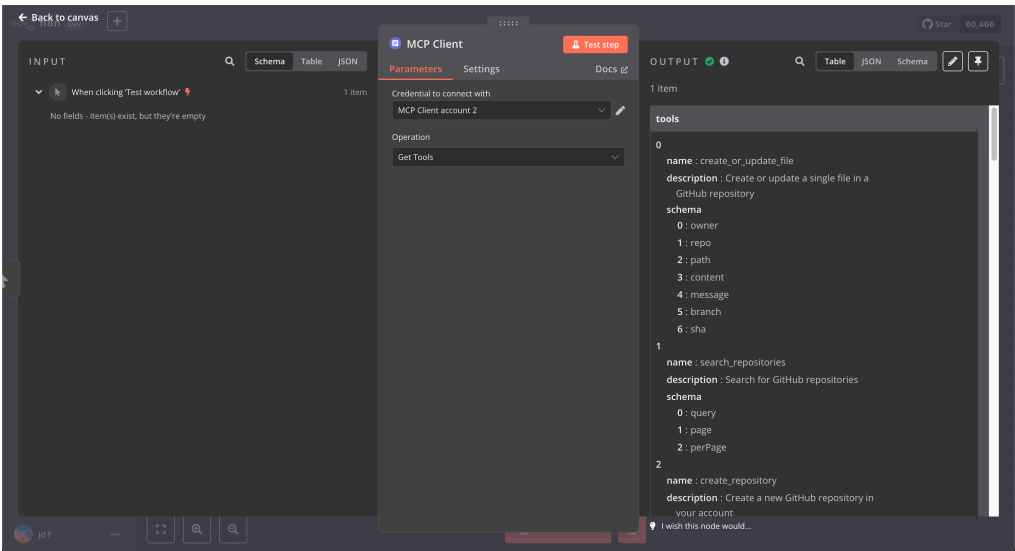 Back to canvas
n8n Dev
Star 60,466
INPUT
Schema Table JSON
When clicking 'Test workflow' 1 item
No fields - item(s) exist, but they're empty
MCP Client
Test step
Parameters Settings Docs
Credential to connect with
MCP Client account 2
Operation
Get Tools
OUTPUT
Table JSON Schema
1 item
tools
0
name : create_or_update_file
description : Create or update a single file in a
GitHub repository
schema
0 : owner
1 : repo
2 : path
3 : content
4 : message
5 : branch
6 : sha
1
name : search_repositories
description : Search for GitHub repositories
schema
0 : query
1 : page
2 : perPage
2
name : create_repository
description : Create a new GitHub repository in
your account
I wish this node would...
Jd f